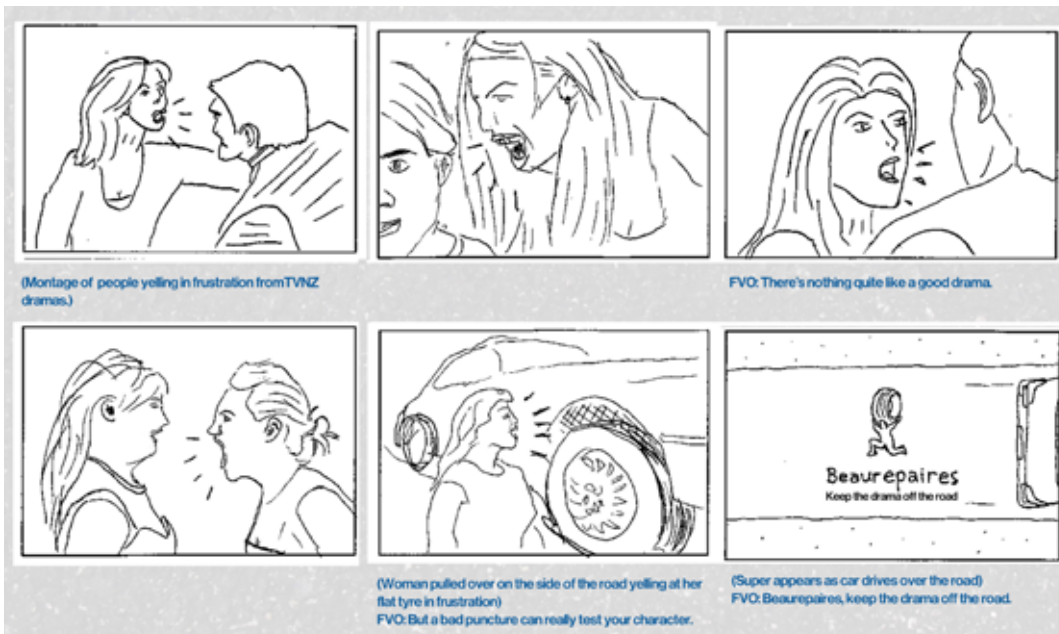 (Montage of people yelling in frustration fromTVNZ
dramas.)
FVO: There's nothing quite like a good drama.
(Woman pulled over on the side of the road yelling at her
flat tyre in frustration)
FVO: But a bad puncture can really test your character.
Beaurepaires
Keep the drama off the road
(Super appears as car drives over the road)
FVO: Beaurepaires, keep the drama off the road.